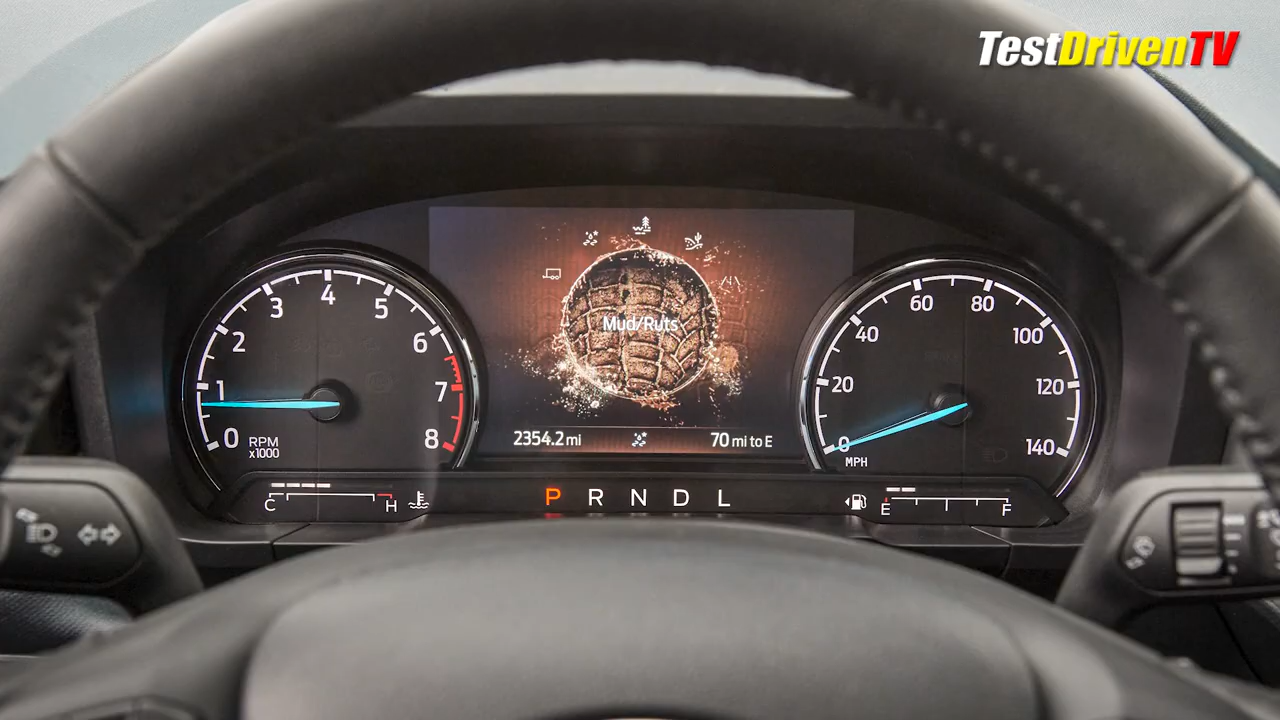 TestDrivenTV
0 1 2 3 4 5 6 7 8
RPM
x1000
Mud/Ruts
2354.2 mi
70 mi to E
0 20 40 60 80 100 120 140
MPH
C
H
P R N D L
E
F